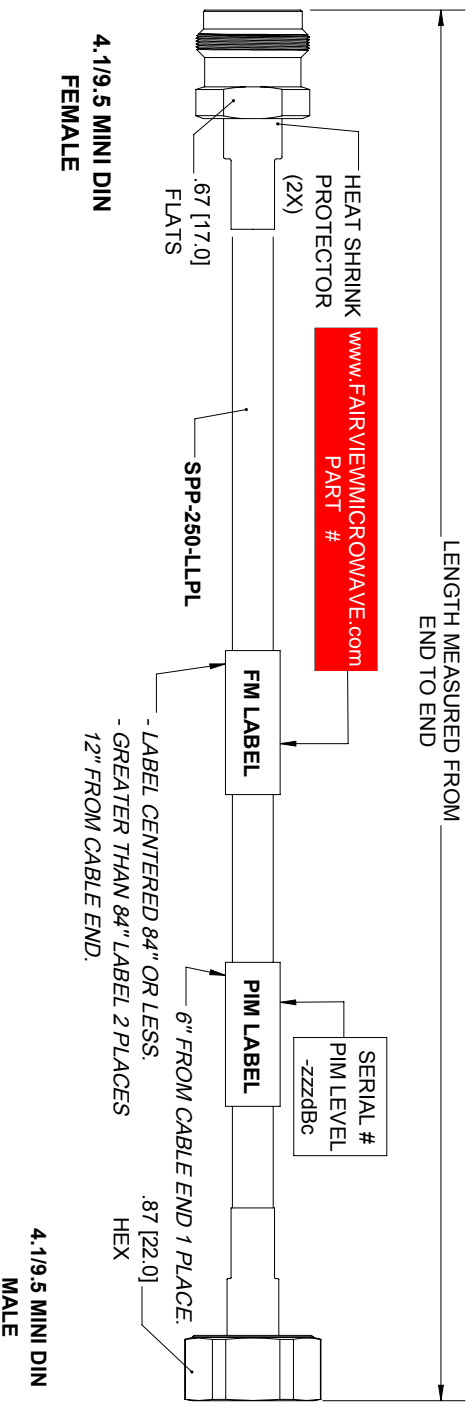 LENGTH MEASURED FROM
END TO END
HEAT SHRINK
PROTECTOR
(2X)
www.FAIRVIEWMICROWAVE.com
PART #
SERIAL #
PIM LEVEL
-zzzdBc
FM LABEL
PIM LABEL
.67 [17.0]
FLATS
SPP-250-LLPL
6" FROM CABLE END 1 PLACE.
.87 [22.0]
HEX
- LABEL CENTERED 84" OR LESS.
- GREATER THAN 84" LABEL 2 PLACES
12" FROM CABLE END.
4.1/9.5 MINI DIN
FEMALE
4.1/9.5 MINI DIN
MALE